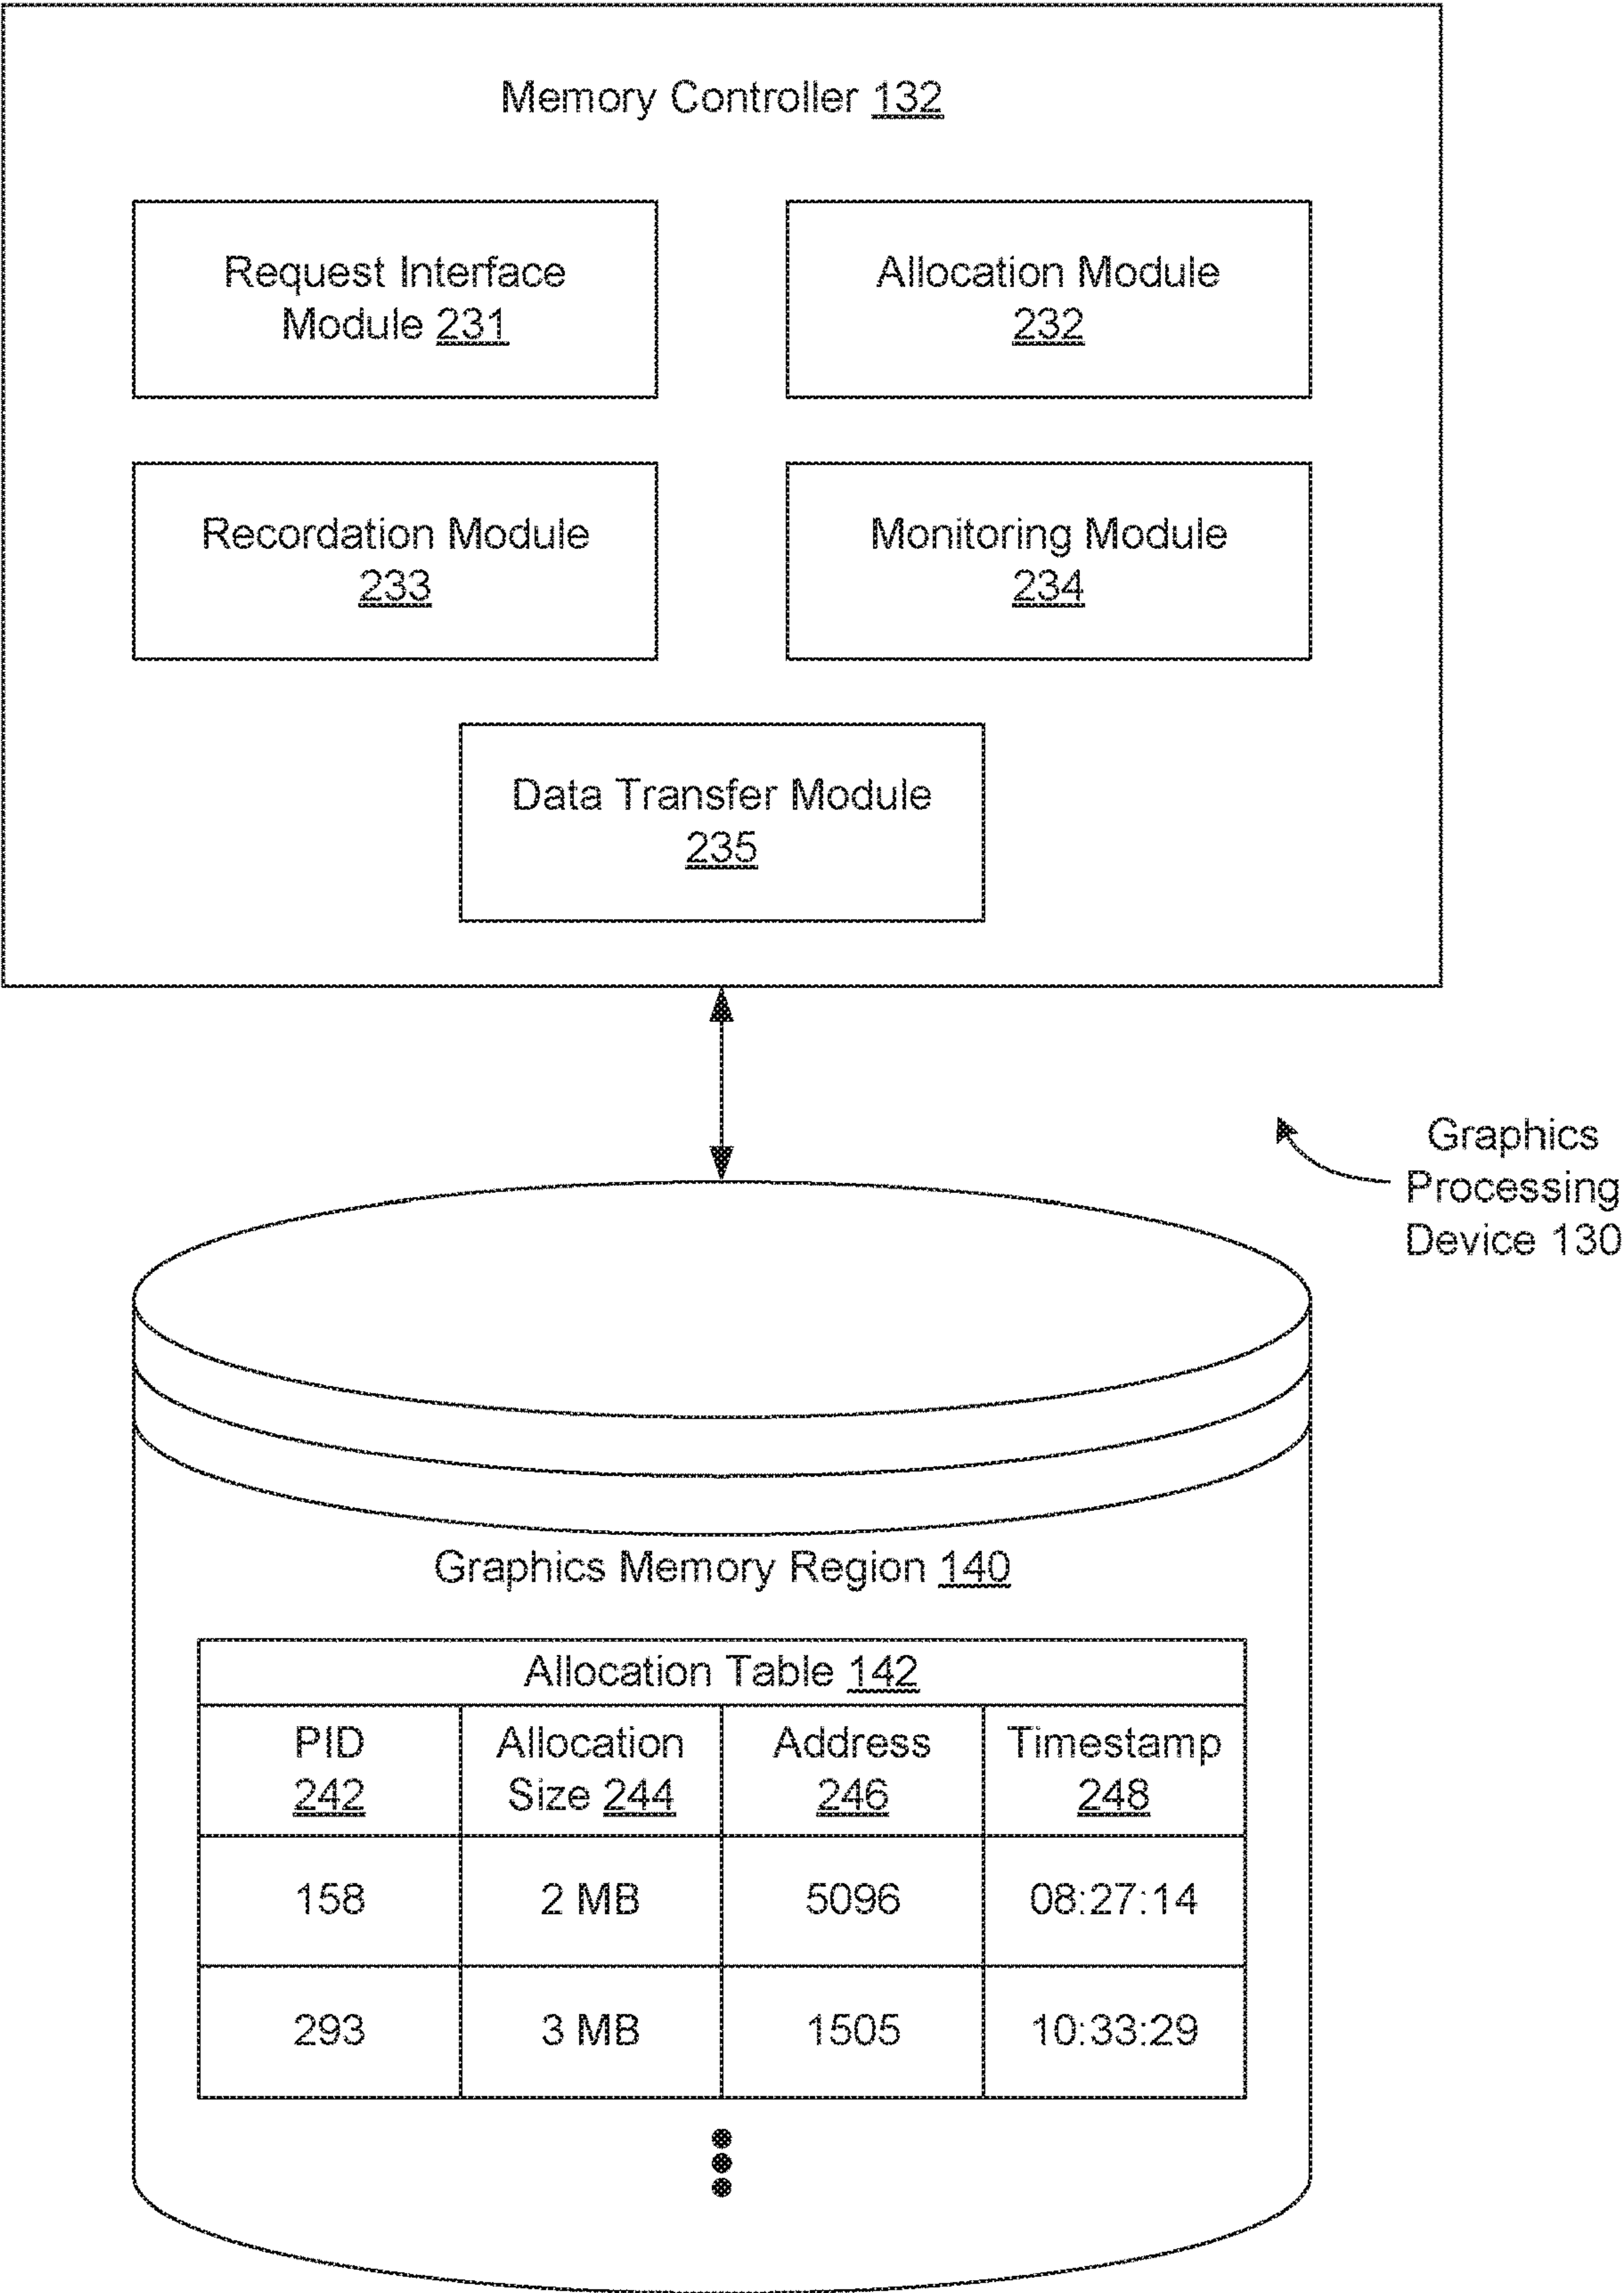 Memory Controller 132
Request Interface
Module 231
Allocation Module
232
Recordation Module
233
Monitoring Module
234
Data Transfer Module
235
Graphics
Processing
Device 130
Graphics Memory Region 140
Allocation Table 142
PID
242
Allocation
Size 244
Address
246
Timestamp
248
158
2 MB
5096
08:27:14
293
3 MB
1505
10:33:29